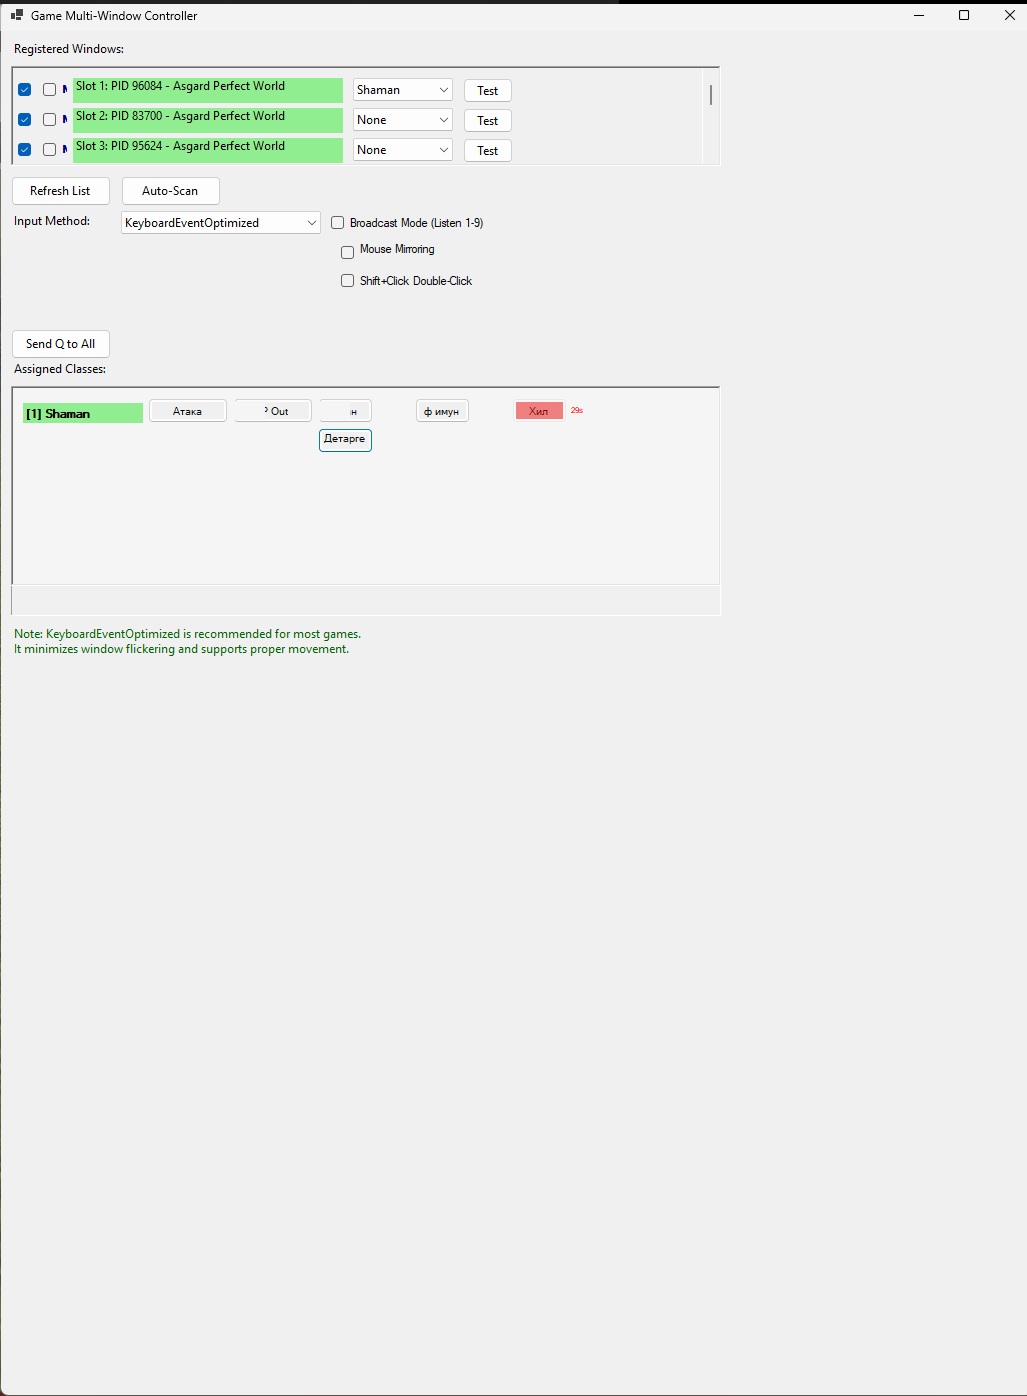 Game Multi-Window Controller
Registered Windows:
Slot 1: PID 96084 - Asgard Perfect World Shaman Test
Slot 2: PID 83700 - Asgard Perfect World None Test
Slot 3: PID 95624 - Asgard Perfect World None Test
Refresh List Auto-Scan
Input Method: KeyboardEventOptimized Broadcast Mode (Listen 1-9)
Mouse Mirroring
Shift+Click Double-Click
Send Q to All
Assigned Classes:
[1] Shaman Атака Out ф имун Хил 29s
Детарге
Note: KeyboardEventOptimized is recommended for most games.
It minimizes window flickering and supports proper movement.